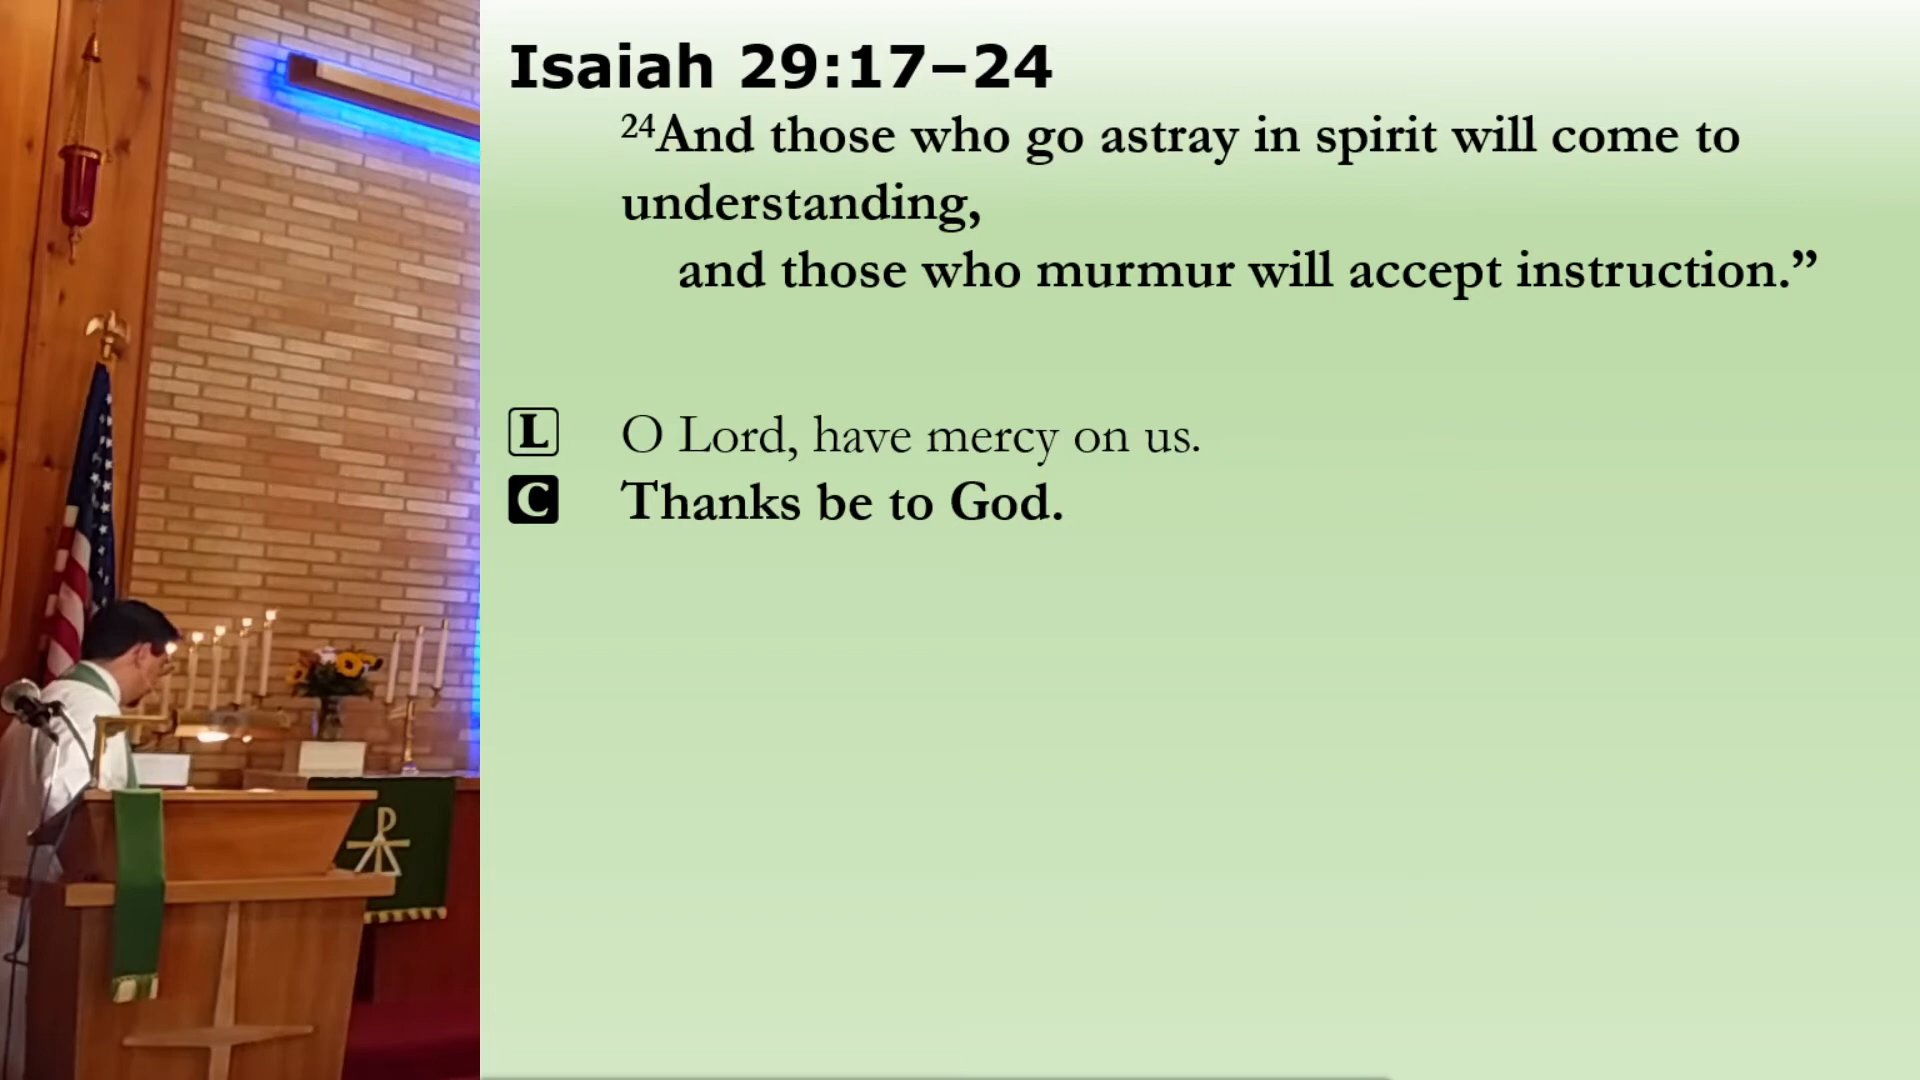 Isaiah 29:17–24
24And those who go astray in spirit will come to
understanding,
and those who murmur will accept instruction.”
L O Lord, have mercy on us.
C Thanks be to God.